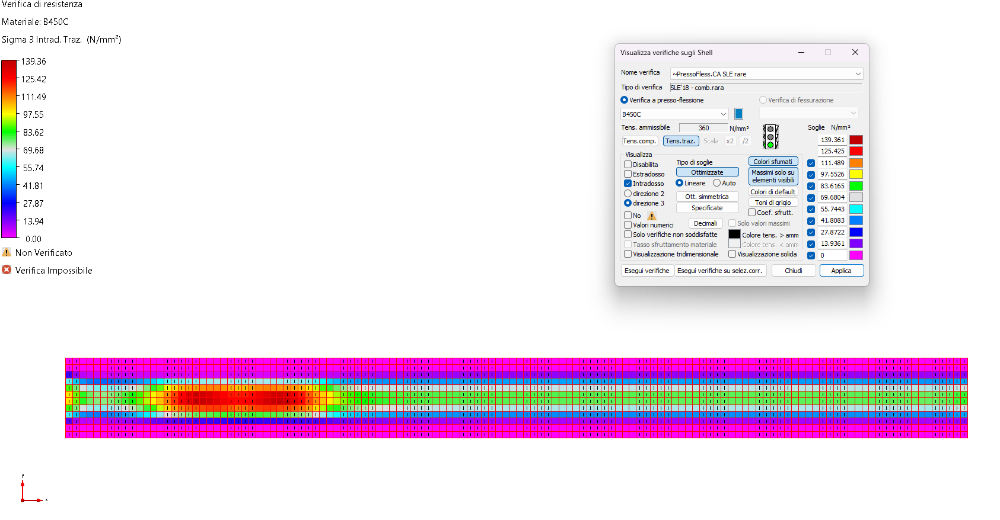 Verifica di resistenza
Materiale: B450C
Sigma 3 Intrad. Traz. (N/mm²)
139.36
125.42
111.49
97.55
83.62
69.68
55.74
41.81
27.87
13.94
0.00
Non Verificato
Verifica Impossibile
Visualizza verifiche sugli Shell
Nome verifica ~PressoFless.CA SLE rare
Tipo di verifica SLE'18 - comb.rara
Verifica a presso-flessione Verifica di fessurazione
B450C
Tens. ammissibile 360 N/mm² Soglie N/mm²
Tens.comp. Tens.traz. Scala x2 /2
139.361
125.425
111.489
97.5526
83.6165
69.6804
55.7443
41.8083
27.8722
13.9361
0
Visualizza
Disabilita
Estradosso
Intradosso
direzione 2
direzione 3
No
Valori numerici
Solo verifiche non soddisfatte
Tasso sfruttamento materiale
Visualizzazione tridimensionale
Tipo di soglie
Ottimizzate
Lineare Auto
Ott. simmetrica
Specificate
Decimali
Colori sfumati
Massimi solo su
elementi visibili
Colori di default
Toni di grigio
Coef. sfrutt.
Solo valori massimi
Colore tens. > amm
Colore tens. < amm
Visualizzazione solida
Esegui verifiche Esegui verifiche su selez.corr. Chiudi Applica
y
x